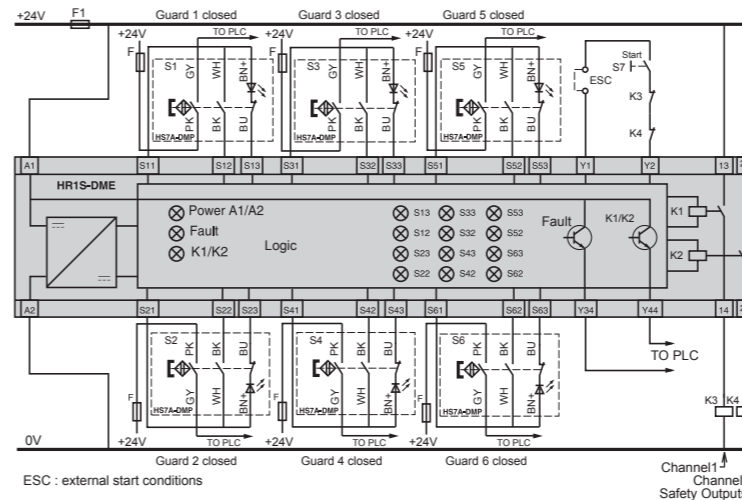 +24V F1 Guard 1 closed Guard 3 closed Guard 5 closed
TO PLC TO PLC TO PLC
+24V +24V +24V
F F F
S1 GY WH BN+ S3 GY WH BN+ S5 GY WH BN+
Start
S7
ESC
K3
K4
PK BK BU PK BK BU PK BK BU
HS7A-DMP HS7A-DMP HS7A-DMP
A1 S11 S12 S13 S31 S32 S33 S51 S52 S53 Y1 Y2 13
HR1S-DME
Power A1/A2
Fault
K1/K2
Logic
S13 S33 S53
S12 S32 S52
S23 S43 S63
S22 S42 S62
Fault K1/K2
K1
K2
A2 S21 S22 S23 S41 S42 S43 S61 S62 S63 Y34 Y44 14
S2 PK BK BU S4 PK BK BU S6 PK BK BU
TO PLC
GY WH BN+ GY WH BN+ GY WH BN+
HS7A-DMP HS7A-DMP HS7A-DMP
F F F
K3 K4
+24V +24V +24V
TO PLC TO PLC TO PLC
0V
Guard 2 closed Guard 4 closed Guard 6 closed
ESC : external start conditions
Channel1
Channel
Safety Output